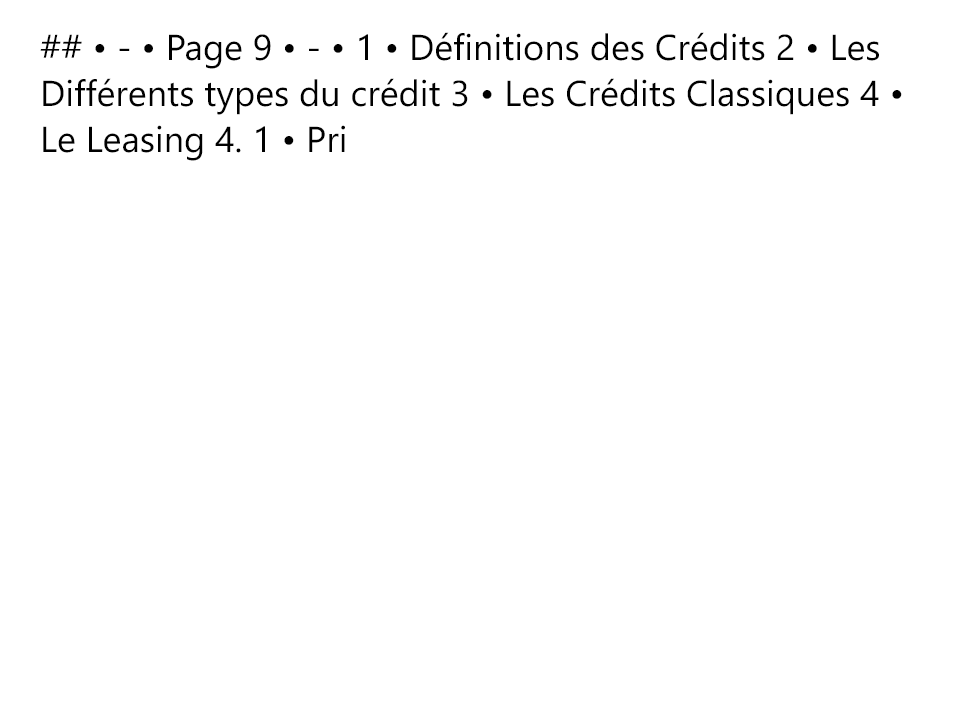 ## • - • Page 9 • - • 1 • Définitions des Crédits 2 • Les
Différents types du crédit 3 • Les Crédits Classiques 4 •
Le Leasing 4. 1 • Pri